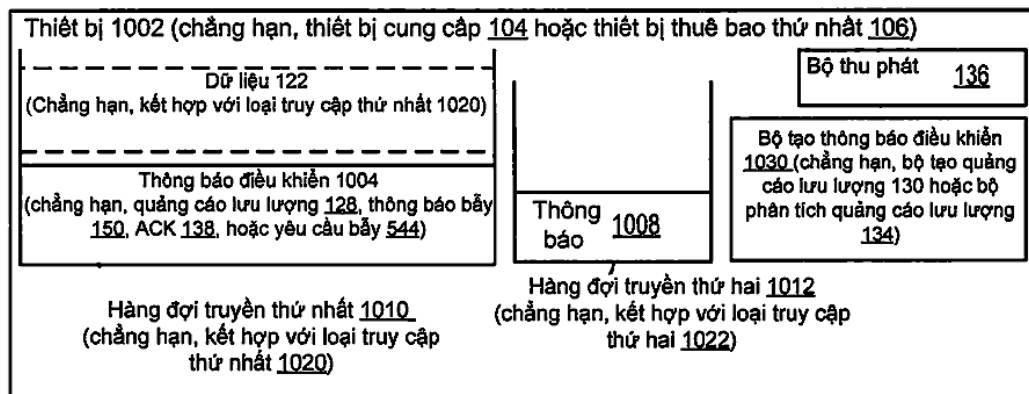 Thiết bị 1002 (chẳng hạn, thiết bị cung cấp 104 hoặc thiết bị thuê bao thứ nhất 106)
Dữ liệu 122
(Chẳng hạn, kết hợp với loại truy cập thứ nhất 1020)
Thông báo điều khiển 1004
(chẳng hạn, quảng cáo lưu lượng 128, thông báo bẫy
150, ACK 138, hoặc yêu cầu bẫy 544)
Hàng đợi truyền thứ nhất 1010
(chẳng hạn, kết hợp với loại truy cập
thứ nhất 1020)
Thông
báo 1008
Hàng đợi truyền thứ hai 1012
(chẳng hạn, kết hợp với loại truy cập
thứ hai 1022)
Bộ thu phát 136
Bộ tạo thông báo điều khiển
1030 (chẳng hạn, bộ tạo quảng
cáo lưu lượng 130 hoặc bộ
phân tích quảng cáo lưu lượng
134)